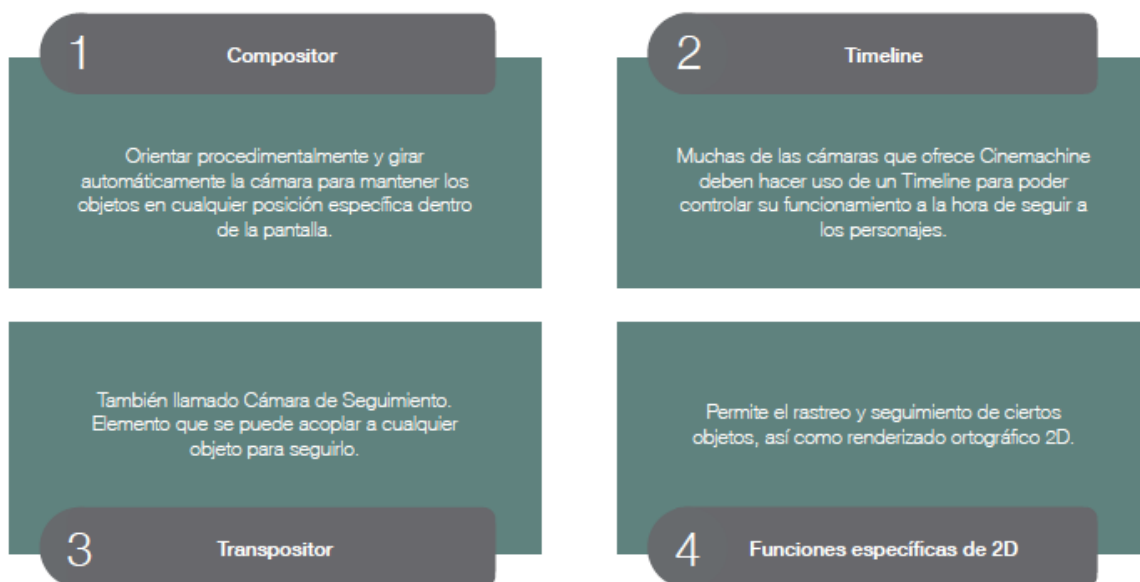 1 Compositor
Orientar procedimentalmente y girar
automáticamente la cámara para mantener los
objetos en cualquier posición específica dentro
de la pantalla.
2 Timeline
Muchas de las cámaras que ofrece Cinemachine
deben hacer uso de un Timeline para poder
controlar su funcionamiento a la hora de seguir a
los personajes.
También llamado Cámara de Seguimiento.
Elemento que se puede acoplar a cualquier
objeto para seguirlo.
3 Transpositor
Permite el rastreo y seguimiento de ciertos
objetos, así como renderizado ortográfico 2D.
4 Funciones específicas de 2D